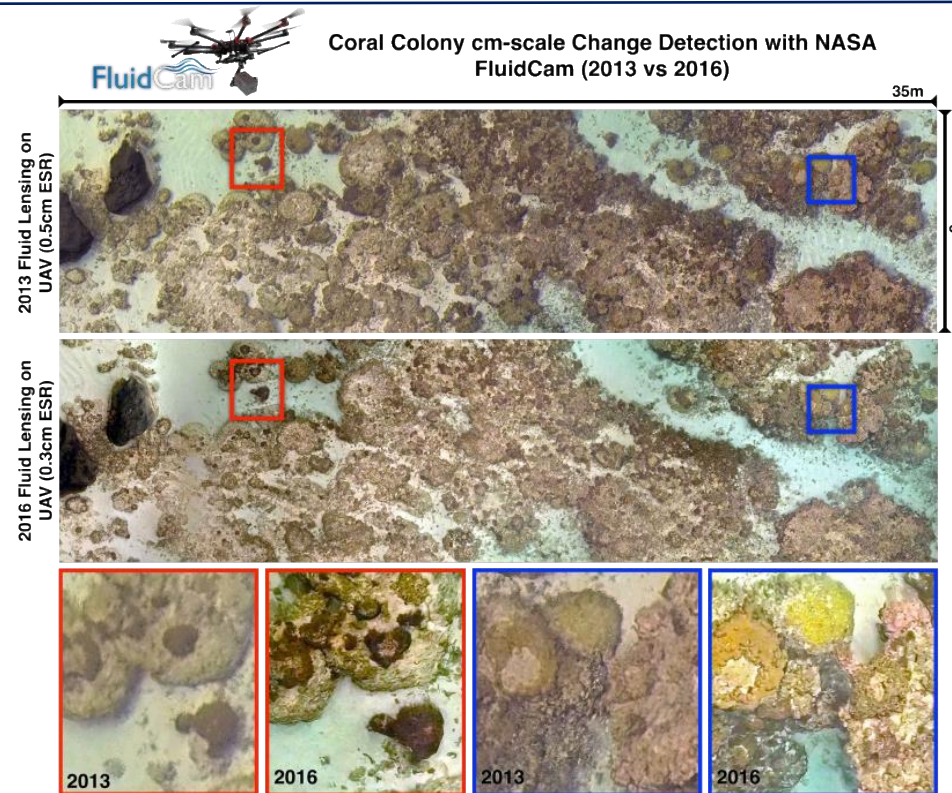 Coral Colony cm-scale Change Detection with NASA
FluidCam (2013 vs 2016)
FluidCam
35m
2013 Fluid Lensing on
UAV (0.5cm ESR)
2016 Fluid Lensing on
UAV (0.3cm ESR)
2013
2016
2013
2016